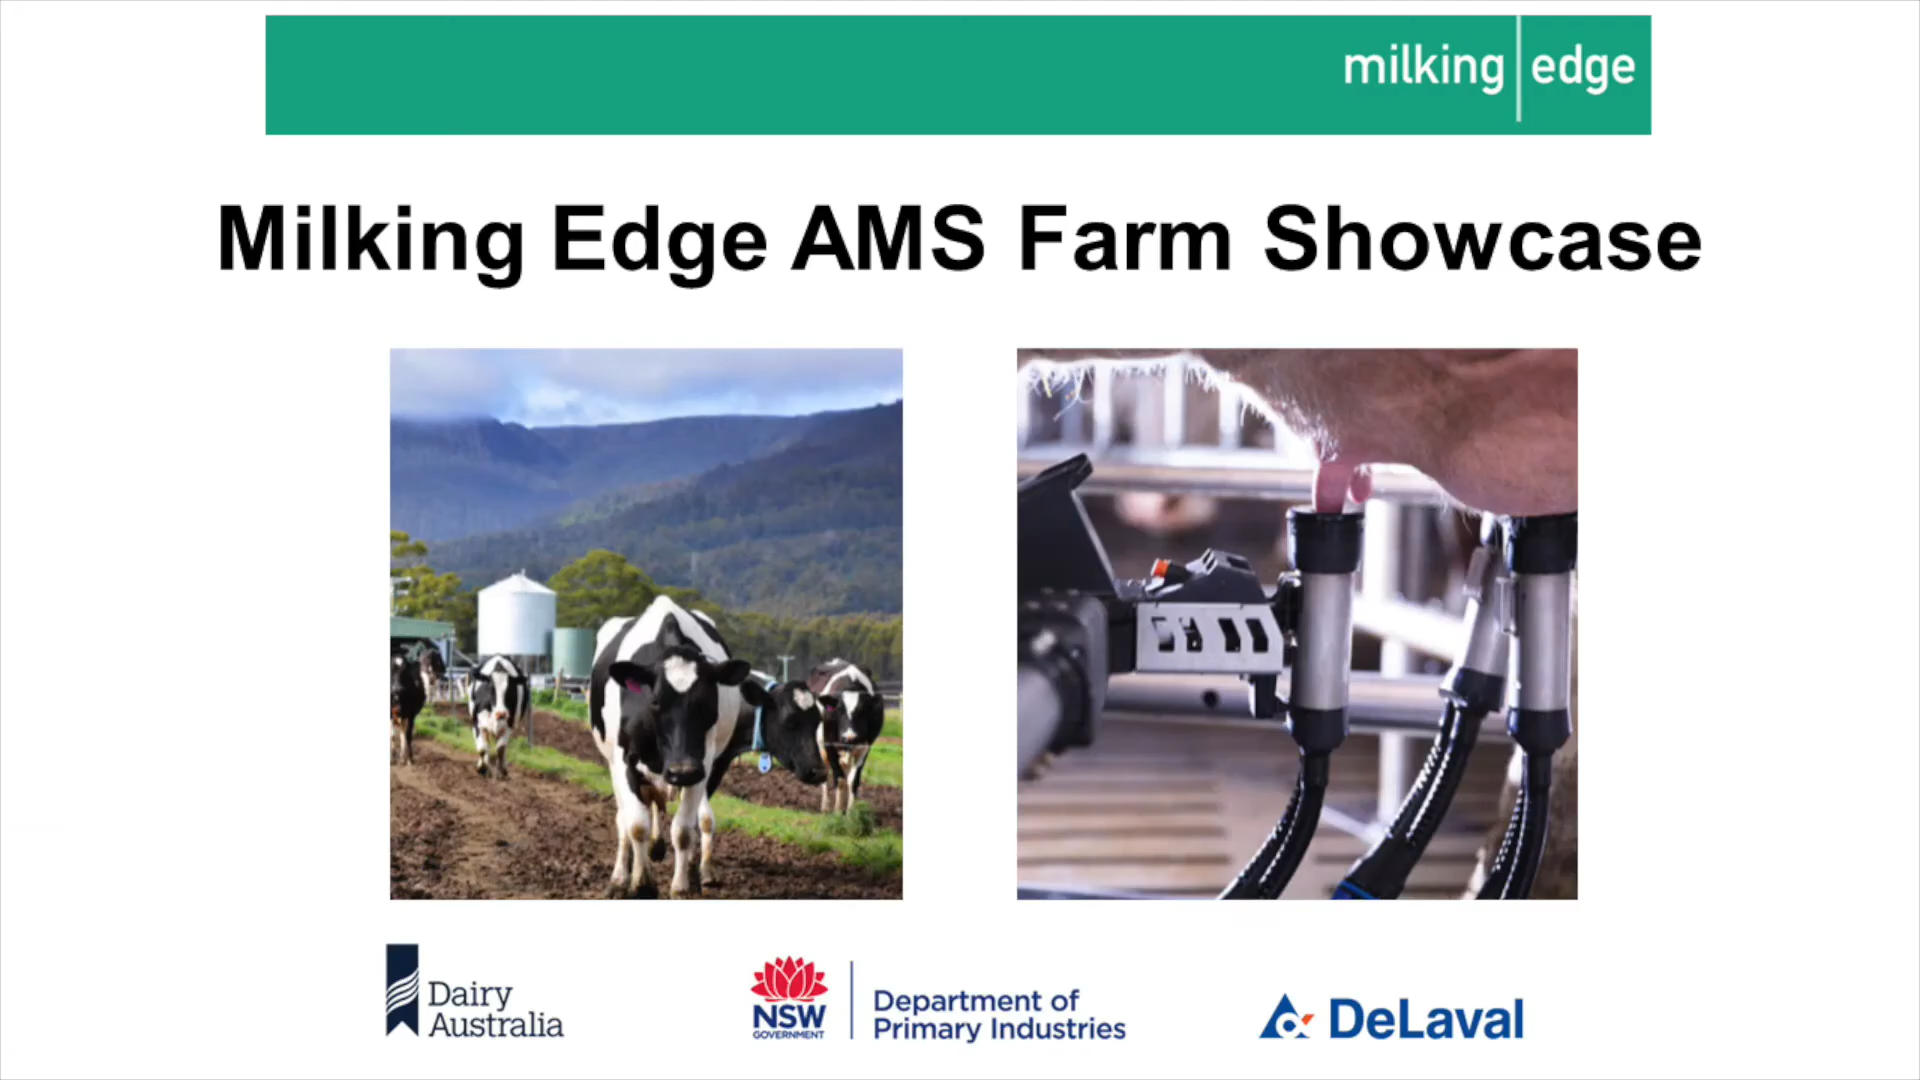 milking edge
Milking Edge AMS Farm Showcase
Dairy
Australia
NSW
GOVERNMENT
Department of
Primary Industries
DeLaval